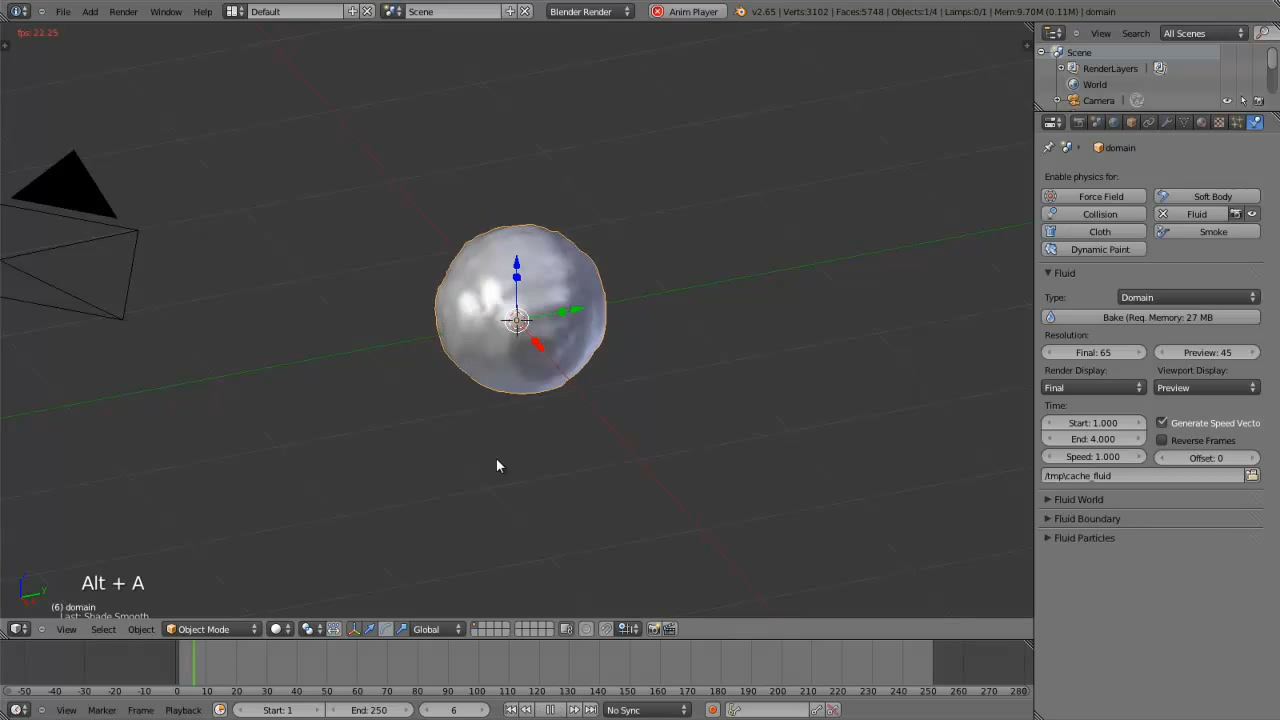 File Add Render Window Help Default Scene Blender Render Anim Player v2.65 | Verts:3102 | Faces:5748 | Objects:1/4 | Lamps:0/1 | Mem:9.70M (0.11M) | domain
fps: 22.25
View Search All Scenes
Scene
RenderLayers |
World
Camera |
domain
Enable physics for:
Force Field Soft Body
Collision Fluid
Cloth Smoke
Dynamic Paint
Fluid
Type: Domain
Bake (Req. Memory: 27 MB
Resolution:
Final: 65 Preview: 45
Render Display: Viewport Display:
Final Preview
Time:
Start: 1.000 Generate Speed Vecto
End: 4.000 Reverse Frames
Speed: 1.000 Offset: 0
/tmp\cache_fluid
Fluid World
Fluid Boundary
Fluid Particles
Alt + A
(6) domain
Last: Shade Smooth
View Select Object Object Mode Global
-50 -40 -30 -20 -10 0 10 20 30 40 50 60 70 80 90 100 110 120 130 140 150 160 170 180 190 200 210 220 230 240 250 260 270 280
View Marker Frame Playback Start: 1 End: 250 6 No Sync